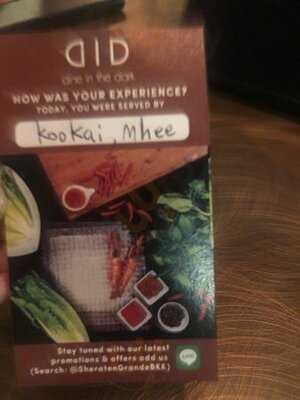 DID
dine in the dark
HOW WAS YOUR EXPERIENCE?
TODAY, YOU WERE SERVED BY
Kookai, Mhee
Stay tuned with our latest
promotions & offers add us
(Search: @SheratonGrandeBKK)
LINE